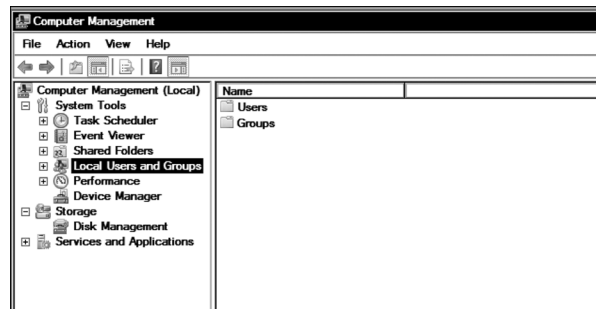 Computer Management
File Action View Help
Computer Management (Local)
System Tools
Task Scheduler
Event Viewer
Shared Folders
Local Users and Groups
Performance
Device Manager
Storage
Disk Management
Services and Applications
Name
Users
Groups